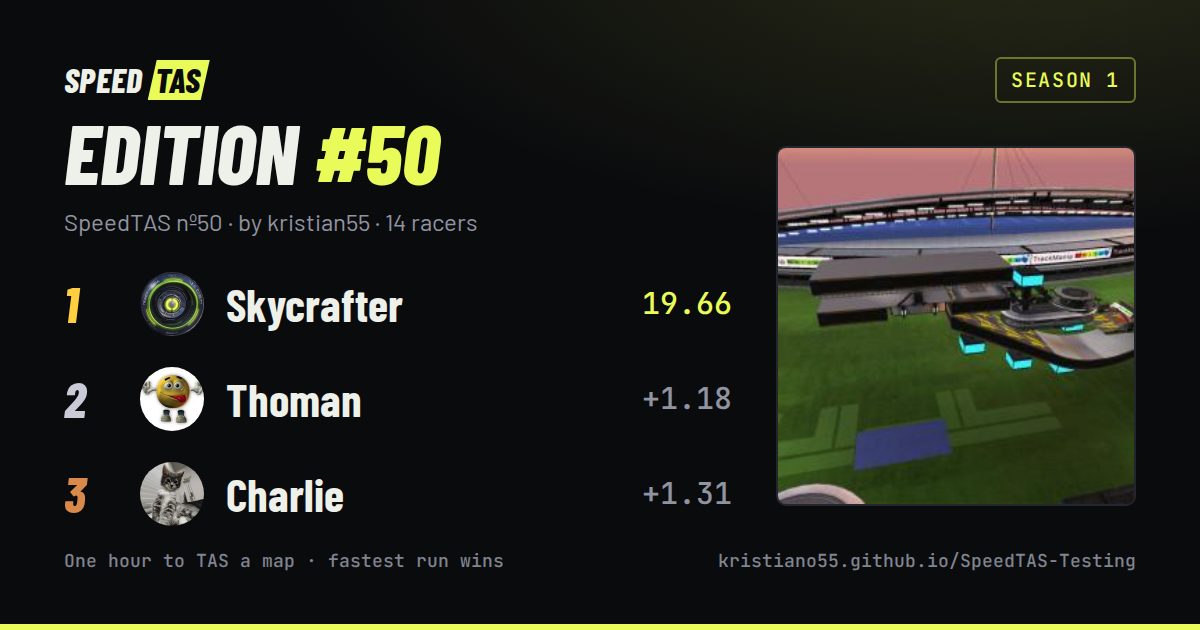 SPEED TAS
SEASON 1
EDITION #50
SpeedTAS nº50 · by kristian55 · 14 racers
1 Skycrafter 19.66
2 Thoman +1.18
3 Charlie +1.31
TrackMania
One hour to TAS a map · fastest run wins
kristiano55.github.io/SpeedTAS-Testing